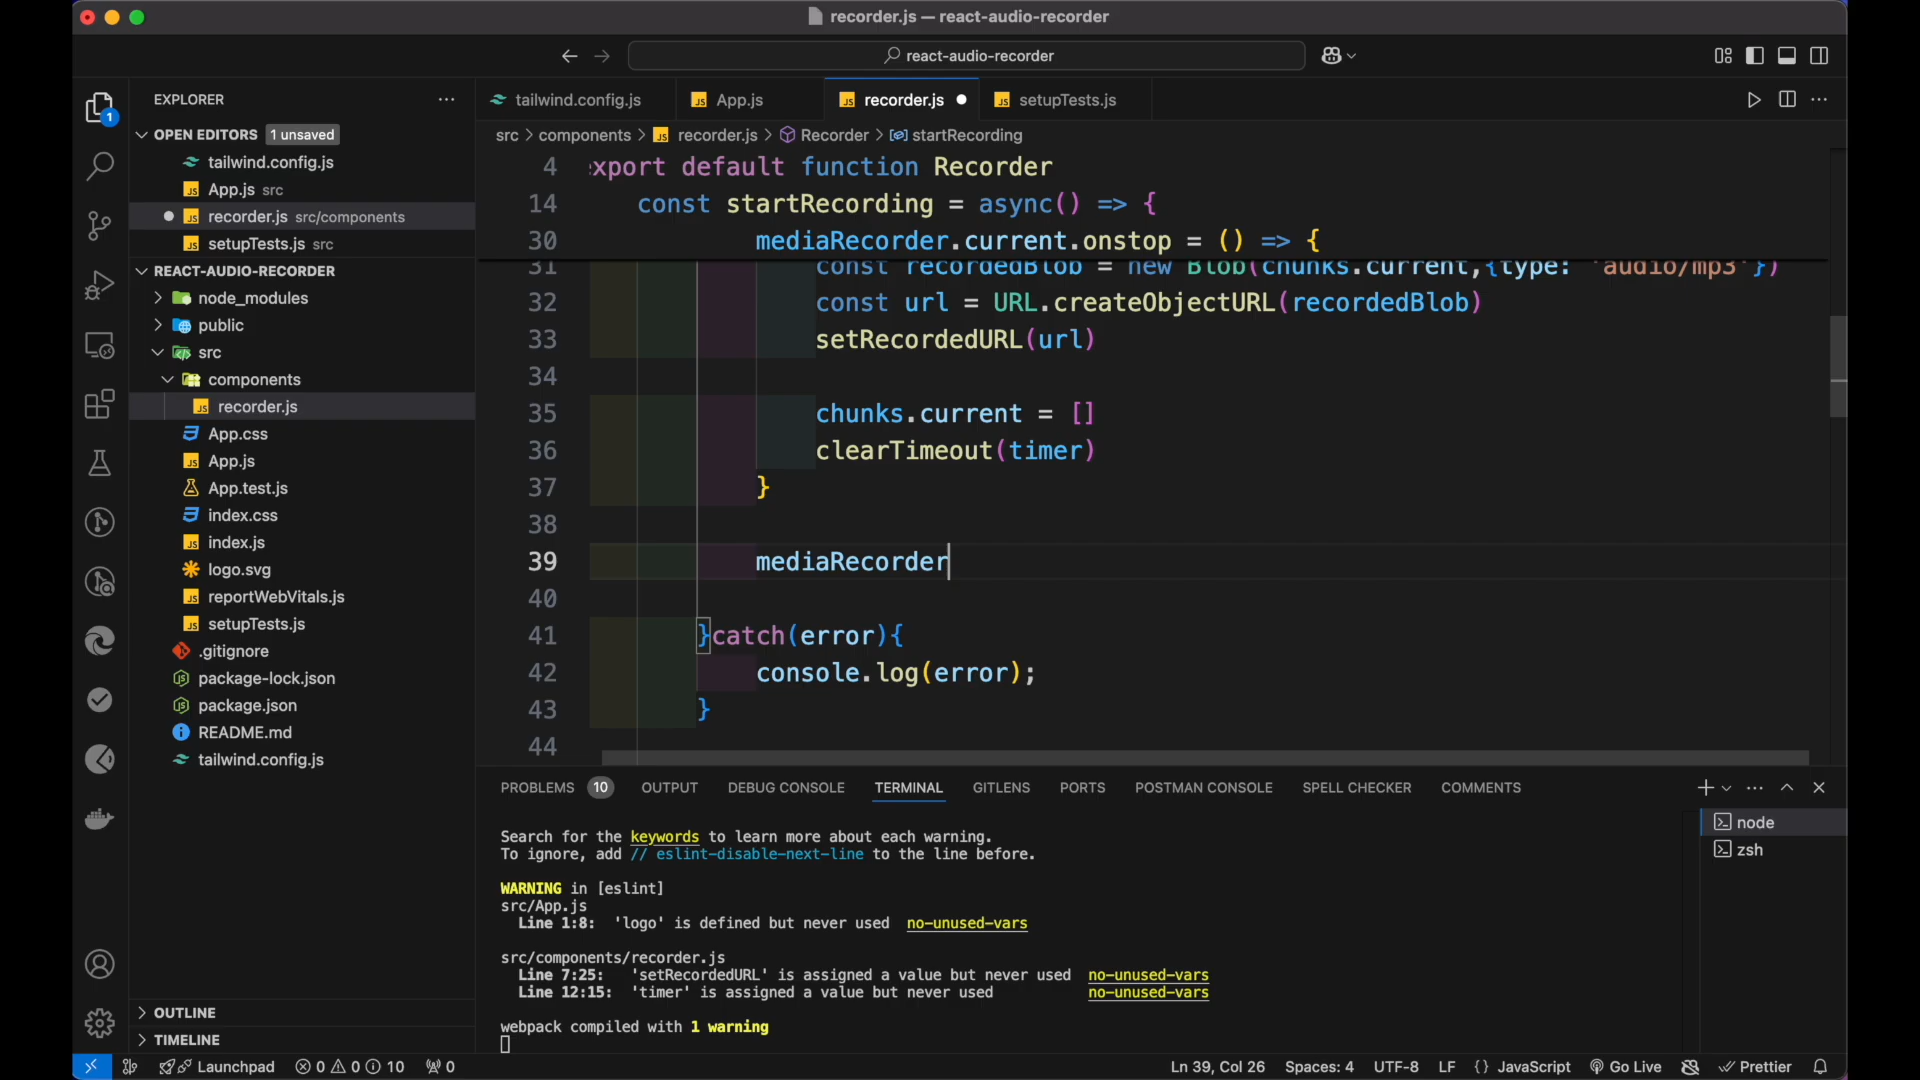 recorder.js — react-audio-recorder
react-audio-recorder
EXPLORER
OPEN EDITORS 1 unsaved
tailwind.config.js
App.js src
recorder.js src/components
setupTests.js src
REACT-AUDIO-RECORDER
node_modules
public
src
components
recorder.js
App.css
App.js
App.test.js
index.css
index.js
logo.svg
reportWebVitals.js
setupTests.js
.gitignore
package-lock.json
package.json
README.md
tailwind.config.js
OUTLINE
TIMELINE
tailwind.config.js App.js recorder.js setupTests.js
src > components > recorder.js > Recorder > startRecording
4 xport default function Recorder
14 const startRecording = async() => {
30 mediaRecorder.current.onstop = () => {
31 const recordedBlob = new Blob(chunks.current,{type: 'audio/mp3'})
32 const url = URL.createObjectURL(recordedBlob)
33 setRecordedURL(url)
34
35 chunks.current = []
36 clearTimeout(timer)
37 }
38
39 mediaRecorder
40
41 }catch(error){
42 console.log(error);
43 }
44
PROBLEMS 10 OUTPUT DEBUG CONSOLE TERMINAL GITLENS PORTS POSTMAN CONSOLE SPELL CHECKER COMMENTS
Search for the keywords to learn more about each warning.
To ignore, add // eslint-disable-next-line to the line before.
WARNING in [eslint]
src/App.js
Line 1:8: 'logo' is defined but never used no-unused-vars
src/components/recorder.js
Line 7:25: 'setRecordedURL' is assigned a value but never used no-unused-vars
Line 12:15: 'timer' is assigned a value but never used no-unused-vars
webpack compiled with 1 warning
node
zsh
1
Launchpad 0 0 10 0 Ln 39, Col 26 Spaces: 4 UTF-8 LF {} JavaScript Go Live Prettier